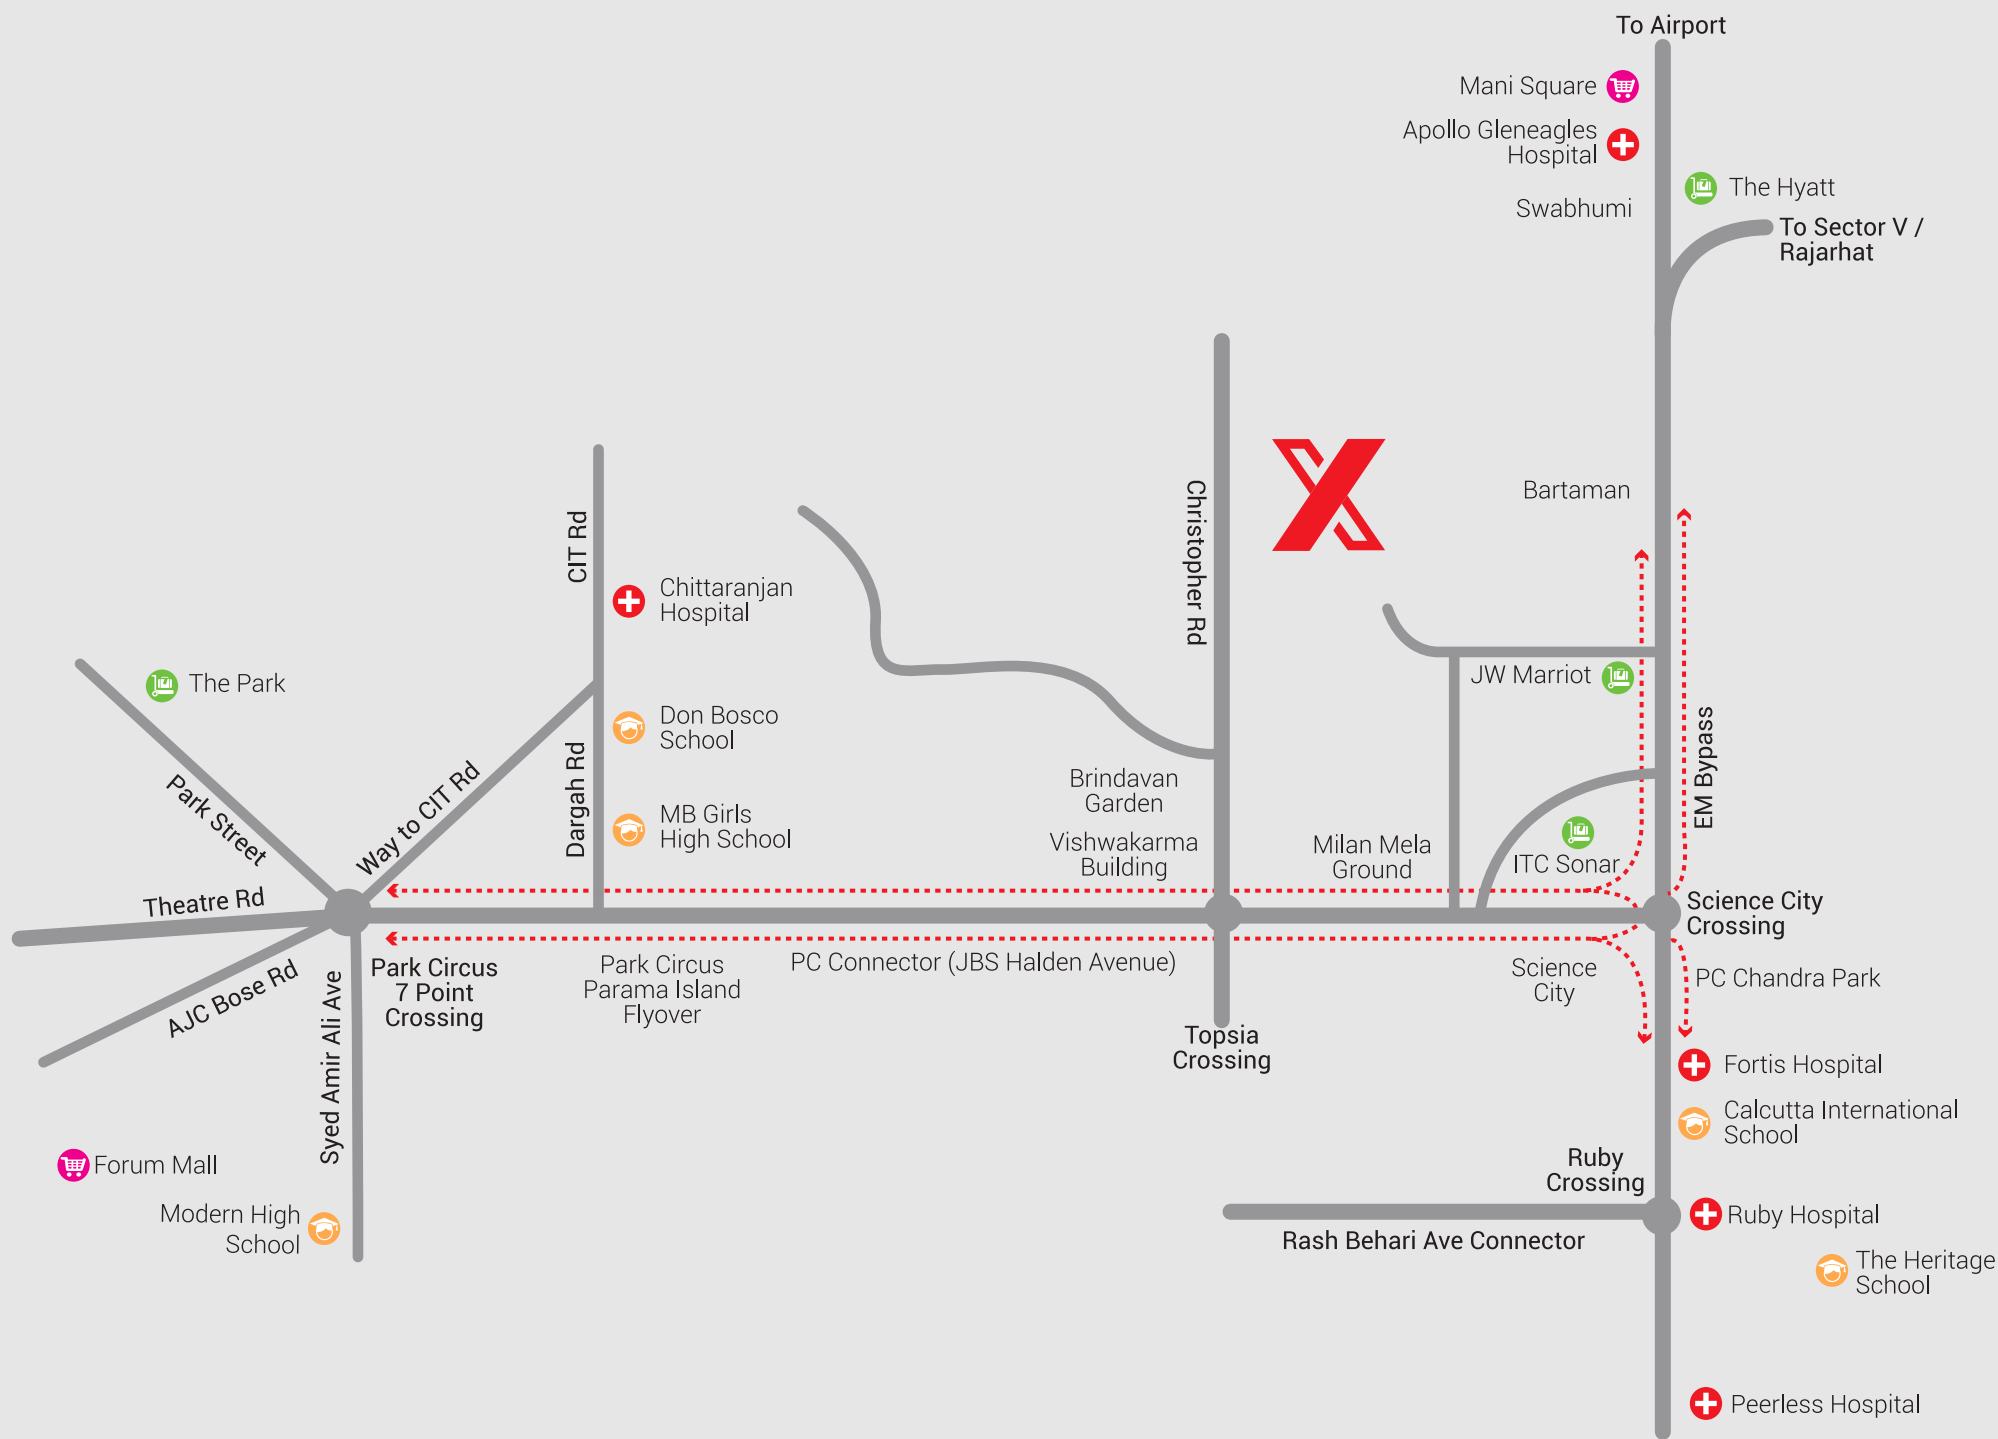 To Airport
Mani Square
Apollo Gleneagles
Hospital
The Hyatt
Swabhumi
To Sector V /
Rajarhat
Bartaman
Christopher Rd
CIT Rd
Chittaranjan
Hospital
The Park
JW Marriot
Don Bosco
School
Dargah Rd
MB Girls
High School
Way to CIT Rd
Park Street
Brindavan
Garden
Vishwakarma
Building
Milan Mela
Ground
ITC Sonar
EM Bypass
Theatre Rd
Science City
Crossing
AJC Bose Rd
Syed Amir Ali Ave
Park Circus
7 Point
Crossing
Park Circus
Parama Island
Flyover
PC Connector (JBS Halden Avenue)
Science
City
PC Chandra Park
Topsia
Crossing
Fortis Hospital
Calcutta International
School
Forum Mall
Modern High
School
Ruby
Crossing
Ruby Hospital
Rash Behari Ave Connector
The Heritage
School
Peerless Hospital